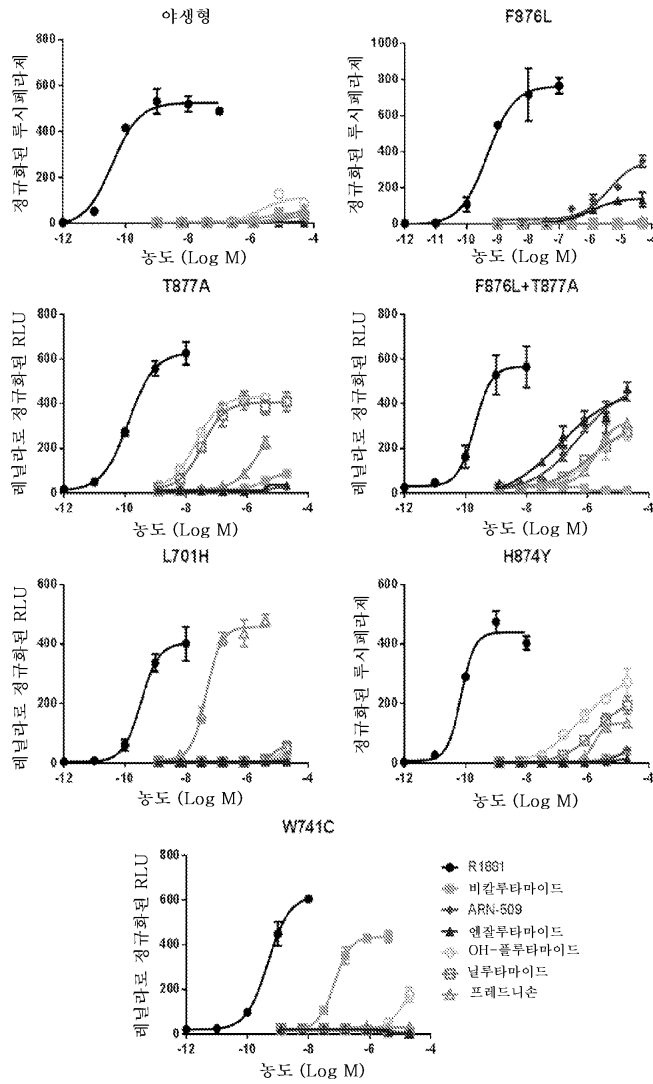 야생형
정규화된 루시페라제
800
600
400
200
0
-12 -10 -8 -6 -4
농도 (Log M)
F876L
정규화된 루시페라제
1000
800
600
400
200
0
-12 -11 -10 -9 -8 -7 -6 -5 -4
농도 (Log M)
T877A
레닐라로 정규화된 RLU
800
600
400
200
0
-12 -10 -8 -6 -4
농도 (Log M)
F876L+T877A
레닐라로 정규화된 RLU
800
600
400
200
0
-12 -10 -8 -6 -4
농도 (Log M)
L701H
레닐라로 정규화된 RLU
600
400
200
0
-12 -10 -8 -6 -4
농도 (Log M)
H874Y
정규화된 루시페라제
600
400
200
0
-12 -10 -8 -6 -4
농도 (Log M)
W741C
레닐라로 정규화된 RLU
800
600
400
200
0
-12 -10 -8 -6 -4
농도 (Log M)
R1881
비칼루타마이드
ARN-509
엔잘루타마이드
OH-플루타마이드
닐루타마이드
프레드니손